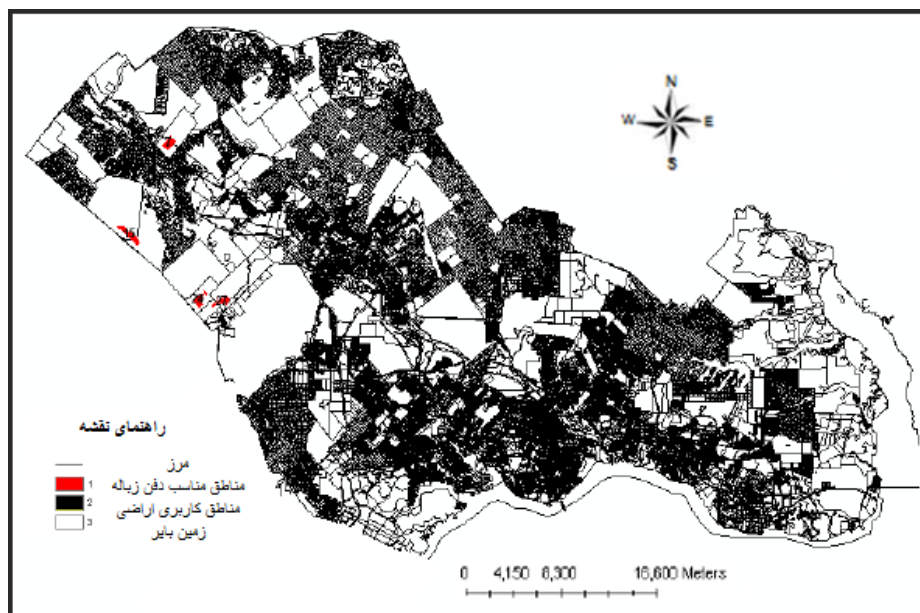 N
W E
S
راهنمای نقشه
مرز
1 مناطق مناسب دفن زباله
2 مناطق کاربری اراضی
3 زمین بایر
0 4,150 8,300 16,600 Meters